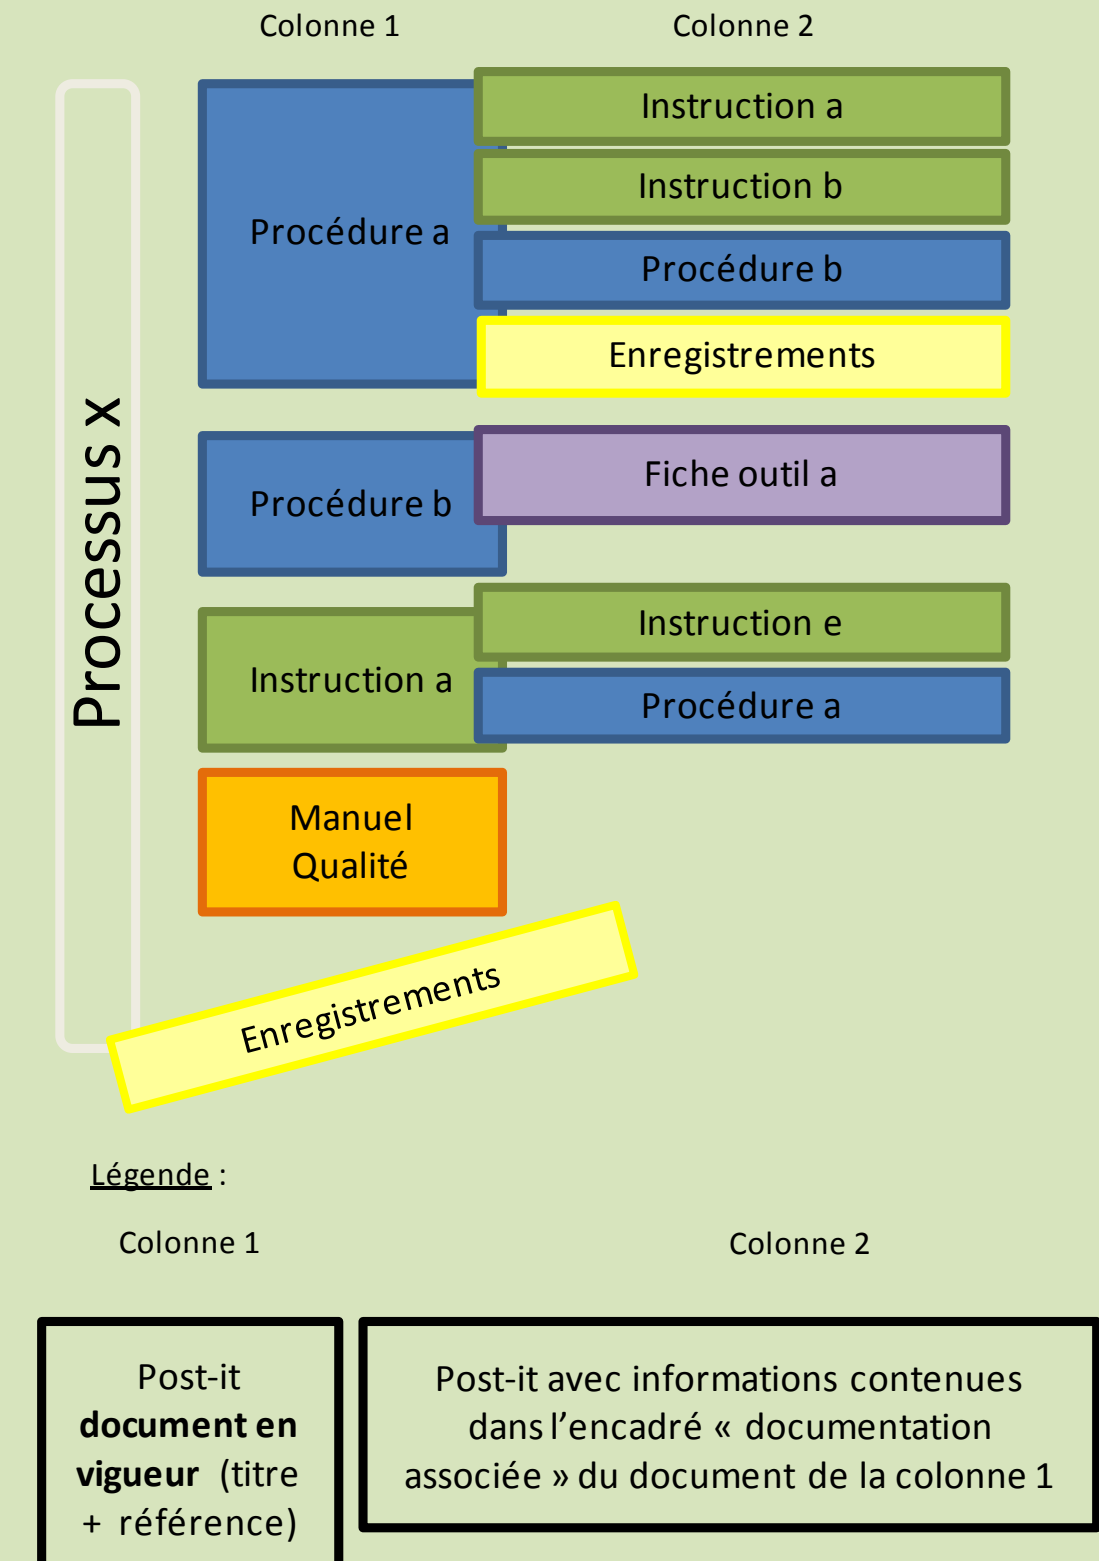 Colonne 1
Colonne 2
Processus x
Procédure a
Instruction a
Instruction b
Procédure b
Enregistrements
Procédure b
Fiche outil a
Instruction a
Instruction e
Procédure a
Manuel
Qualité
Enregistrements
Légende :
Colonne 1
Colonne 2
Post-it
document en
vigueur (titre
+ référence)
Post-it avec informations contenues
dans l’encadré « documentation
associée » du document de la colonne 1